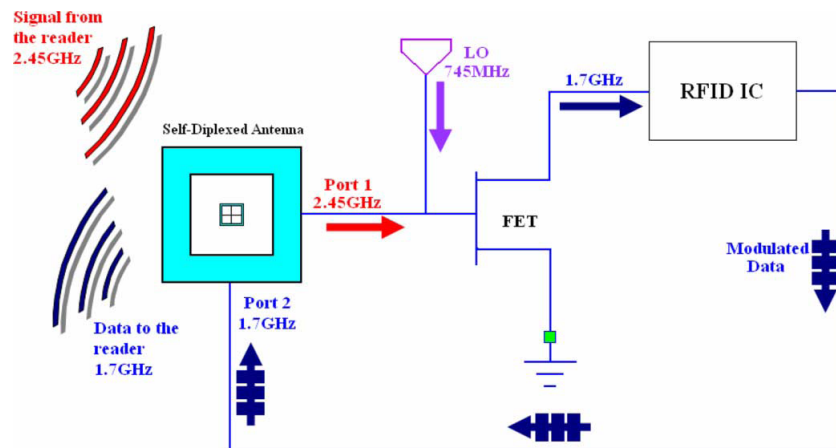 Signal from
the reader
2.45GHz
LO
745MHz
1.7GHz
RFID IC
Self-Diplexed Antenna
Port 1
2.45GHz
FET
Modulated
Data
Port 2
1.7GHz
Data to the
reader
1.7GHz